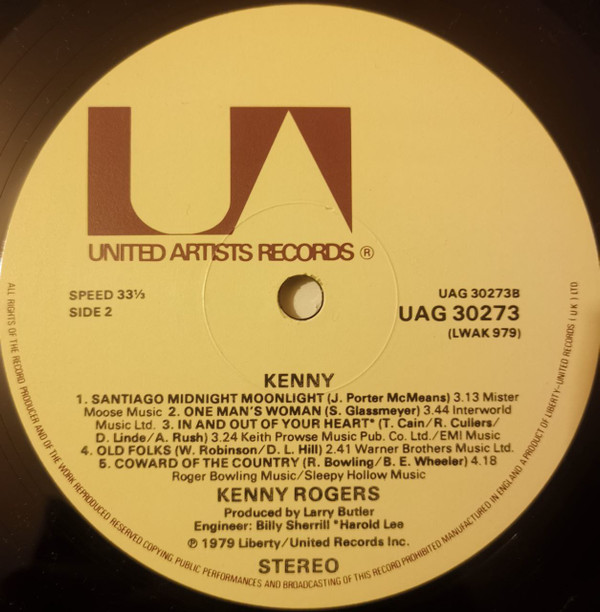 UA
UNITED ARTISTS RECORDS ®
SPEED 33⅓
SIDE 2
UAG 30273B
UAG 30273
(LWAK 979)
KENNY
1. SANTIAGO MIDNIGHT MOONLIGHT (J. Porter McMeans) 3.13 Mister
Moose Music 2. ONE MAN'S WOMAN (S. Glassmeyer) 3.44 Interworld
Music Ltd. 3. IN AND OUT OF YOUR HEART* (T. Cain/R. Cullers/
D. Linde/A. Rush) 3.24 Keith Prowse Music Pub. Co. Ltd./EMI Music
4. OLD FOLKS (W. Robinson/D. L. Hill) 2.41 Warner Brothers Music Ltd.
5. COWARD OF THE COUNTRY (R. Bowling/B. E. Wheeler) 4.18
Roger Bowling Music/Sleepy Hollow Music
KENNY ROGERS
Produced by Larry Butler
Engineer: Billy Sherrill *Harold Lee
℗ 1979 Liberty/United Records Inc.
STEREO
ALL RIGHTS OF THE RECORD PRODUCER AND OF THE WORK REPRODUCED RESERVED COPYING, PUBLIC PERFORMANCES AND BROADCASTING OF THIS RECORD PROHIBITED MANUFACTURED IN ENGLAND A PRODUCT OF LIBERTY-UNITED RECORDS (UK) LTD